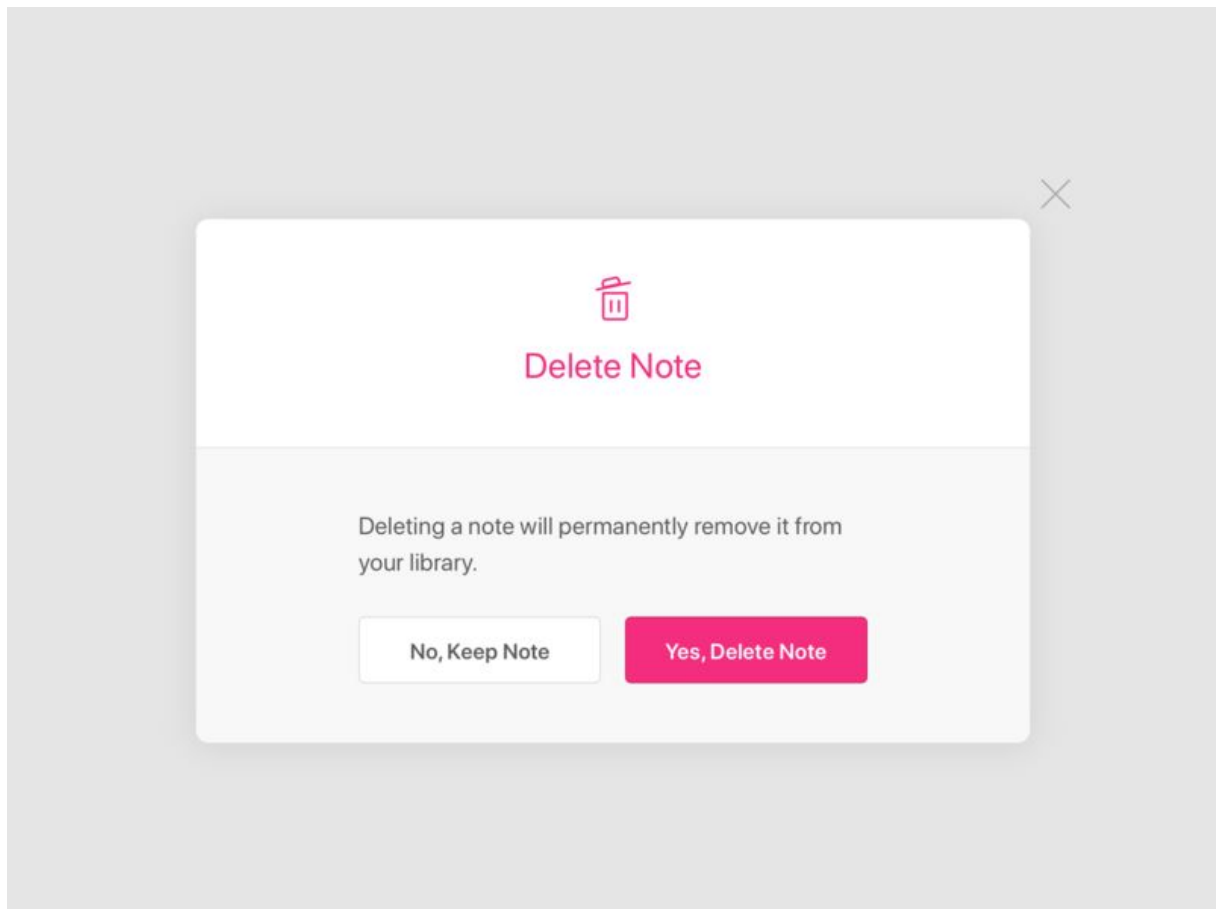 Delete Note
Deleting a note will permanently remove it from
your library.
No, Keep Note
Yes, Delete Note